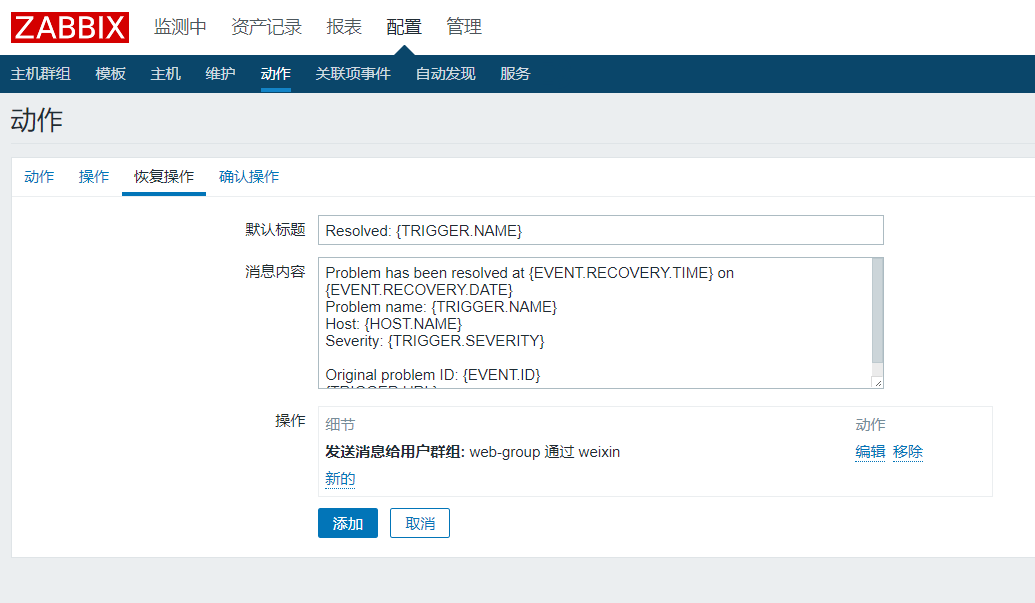 ZABBIX 监测中 资产记录 报表 配置 管理
主机群组 模板 主机 维护 动作 关联项事件 自动发现 服务
动作
动作 操作 恢复操作 确认操作
默认标题 Resolved: {TRIGGER.NAME}
消息内容 Problem has been resolved at {EVENT.RECOVERY.TIME} on
{EVENT.RECOVERY.DATE}
Problem name: {TRIGGER.NAME}
Host: {HOST.NAME}
Severity: {TRIGGER.SEVERITY}
Original problem ID: {EVENT.ID}
操作 细节 动作
发送消息给用户群组: web-group 通过 weixin 编辑 移除
新的
添加 取消